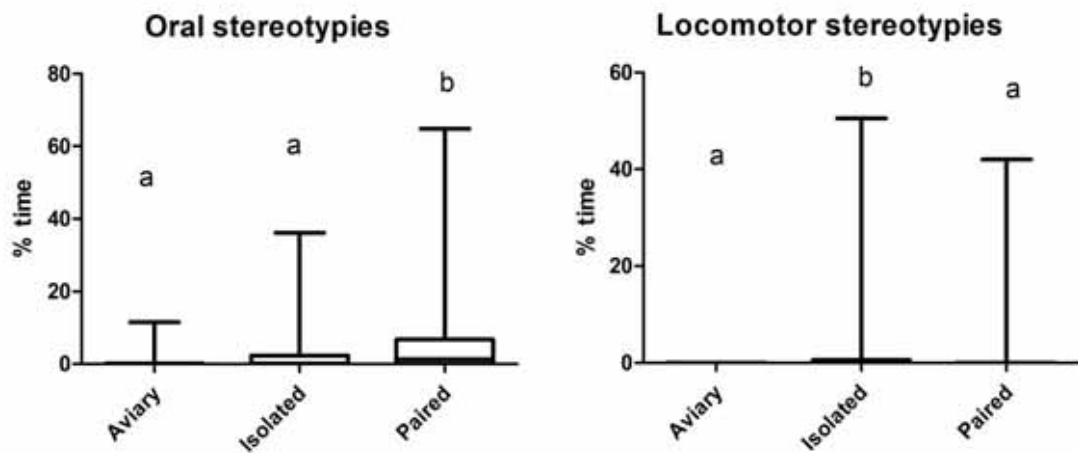 Oral stereotypies
80
60
40
20
0
% time
a
a
b
Aviary
Isolated
Paired
Locomotor stereotypies
60
40
20
0
% time
a
b
a
Aviary
Isolated
Paired